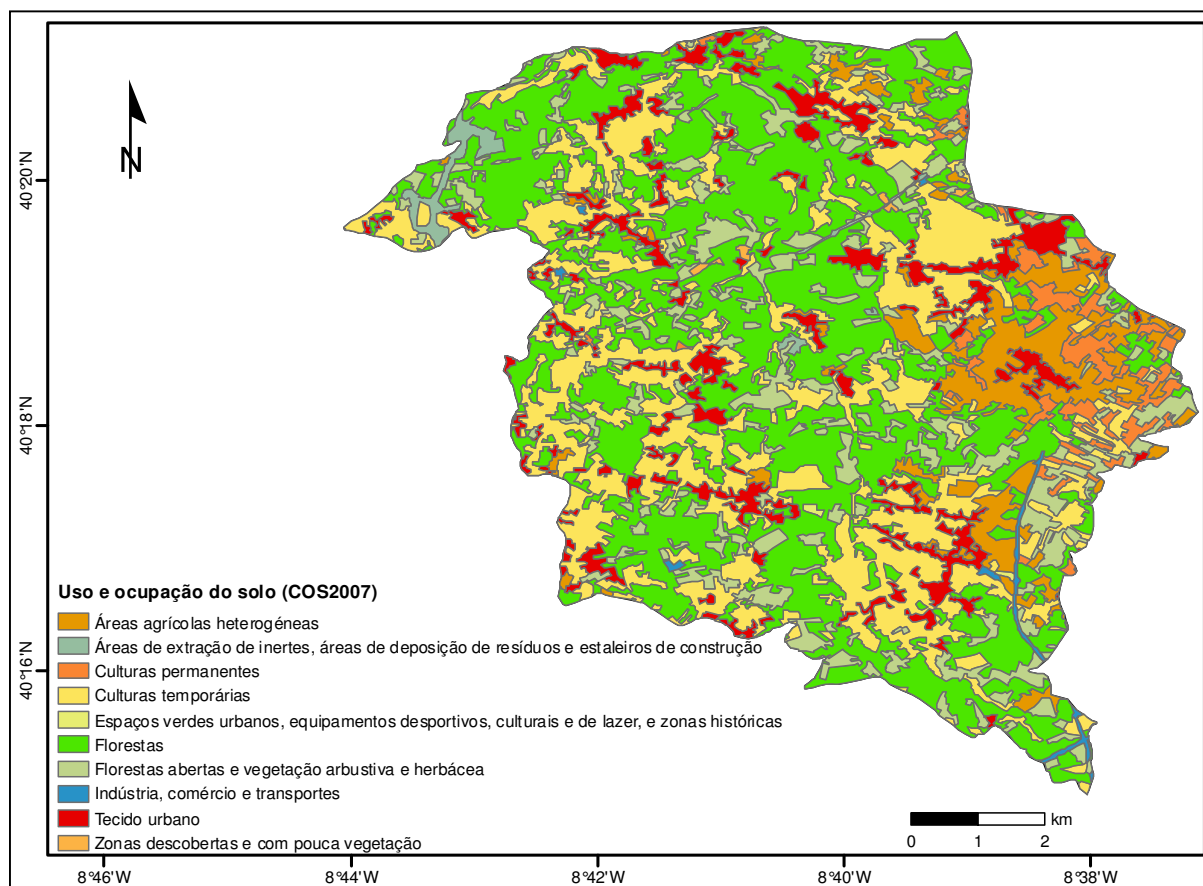 N
40°20'N
40°18'N
40°16'N
Uso e ocupação do solo (COS2007)
Áreas agrícolas heterogéneas
Áreas de extração de inertes, áreas de deposição de resíduos e estaleiros de construção
Culturas permanentes
Culturas temporárias
Espaços verdes urbanos, equipamentos desportivos, culturais e de lazer, e zonas históricas
Florestas
Florestas abertas e vegetação arbustiva e herbácea
Indústria, comércio e transportes
Tecido urbano
Zonas descobertas e com pouca vegetação
km
0 1 2
8°46'W 8°44'W 8°42'W 8°40'W 8°38'W